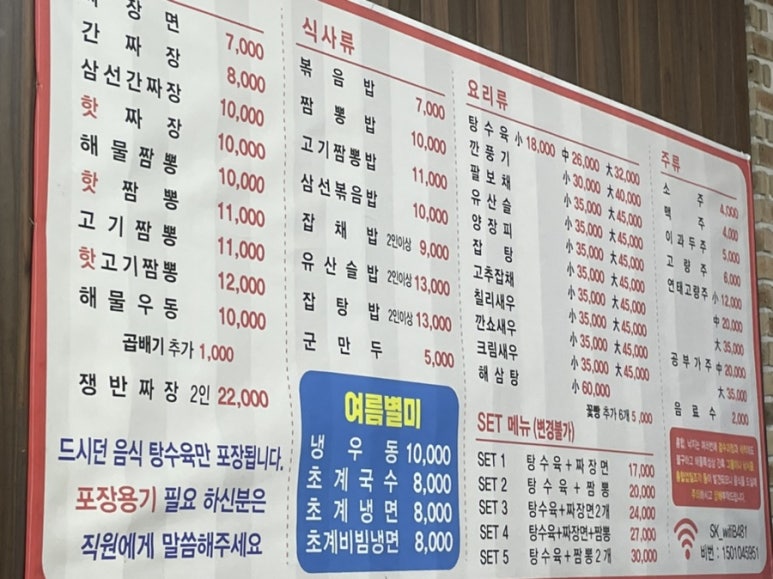 짜장면 7,000
간짜장 8,000
삼선간짜장 10,000
핫짜장 10,000
해물짬뽕 10,000
핫짬뽕 11,000
고기짬뽕 11,000
핫고기짬뽕 12,000
해물우동 10,000
곱배기 추가 1,000
쟁반짜장 2인 22,000
드시던 음식 탕수육만 포장됩니다.
포장용기 필요 하신분은
직원에게 말씀해주세요
식사류
볶음밥 7,000
짬뽕밥 10,000
고기짬뽕밥 11,000
삼선볶음밥 10,000
잡채밥 2인이상 9,000
유산슬밥 2인이상 13,000
잡탕밥 2인이상 13,000
군만두 5,000
여름별미
냉우동 10,000
초계국수 8,000
초계냉면 8,000
초계비빔냉면 8,000
요리류
탕수육 小 18,000 中 26,000 大 32,000
깐풍기 小 30,000 大 40,000
팔보채 小 35,000 大 45,000
유산슬 小 35,000 大 45,000
양장피 小 35,000 大 45,000
잡탕 小 35,000 大 45,000
고추잡채 小 35,000 大 45,000
칠리새우 小 35,000 大 45,000
깐쇼새우 小 35,000 大 45,000
크림새우 小 35,000 大 45,000
해삼탕 小 60,000
꽃빵 추가 6개 5,000
SET 메뉴 (변경불가)
SET 1 탕수육+짜장면 17,000
SET 2 탕수육+짬뽕 20,000
SET 3 탕수육+짜장면2개 24,000
SET 4 탕수육+짜장면+짬뽕 27,000
SET 5 탕수육+짬뽕2개 30,000
주류
소주 4,000
맥주 4,000
이과두주 5,000
고량주 6,000
연태고량주 小 12,000
中 20,000
大 35,000
공부가주 中 20,000
大 35,000
음료수 2,000
SK_wifiB481
비번 : 1501045951